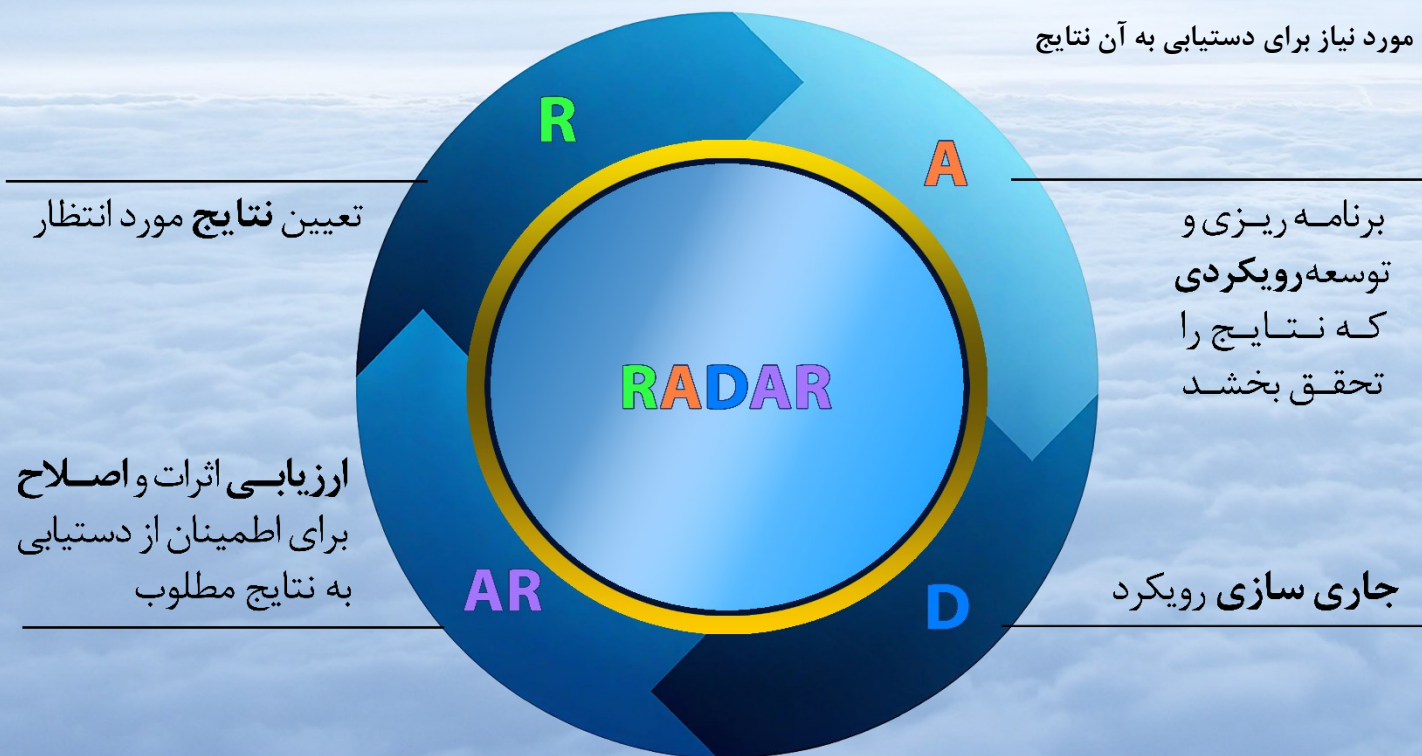 مورد نیاز برای دستیابی به آن نتایج
R
A
تعیین نتایج مورد انتظار
برنامه ریزی و
توسعه رویکردی
که نتایج را
تحقق بخشد
RADAR
ارزیابی اثرات و اصلاح
برای اطمینان از دستیابی
به نتایج مطلوب
AR
D
جاری سازی رویکرد